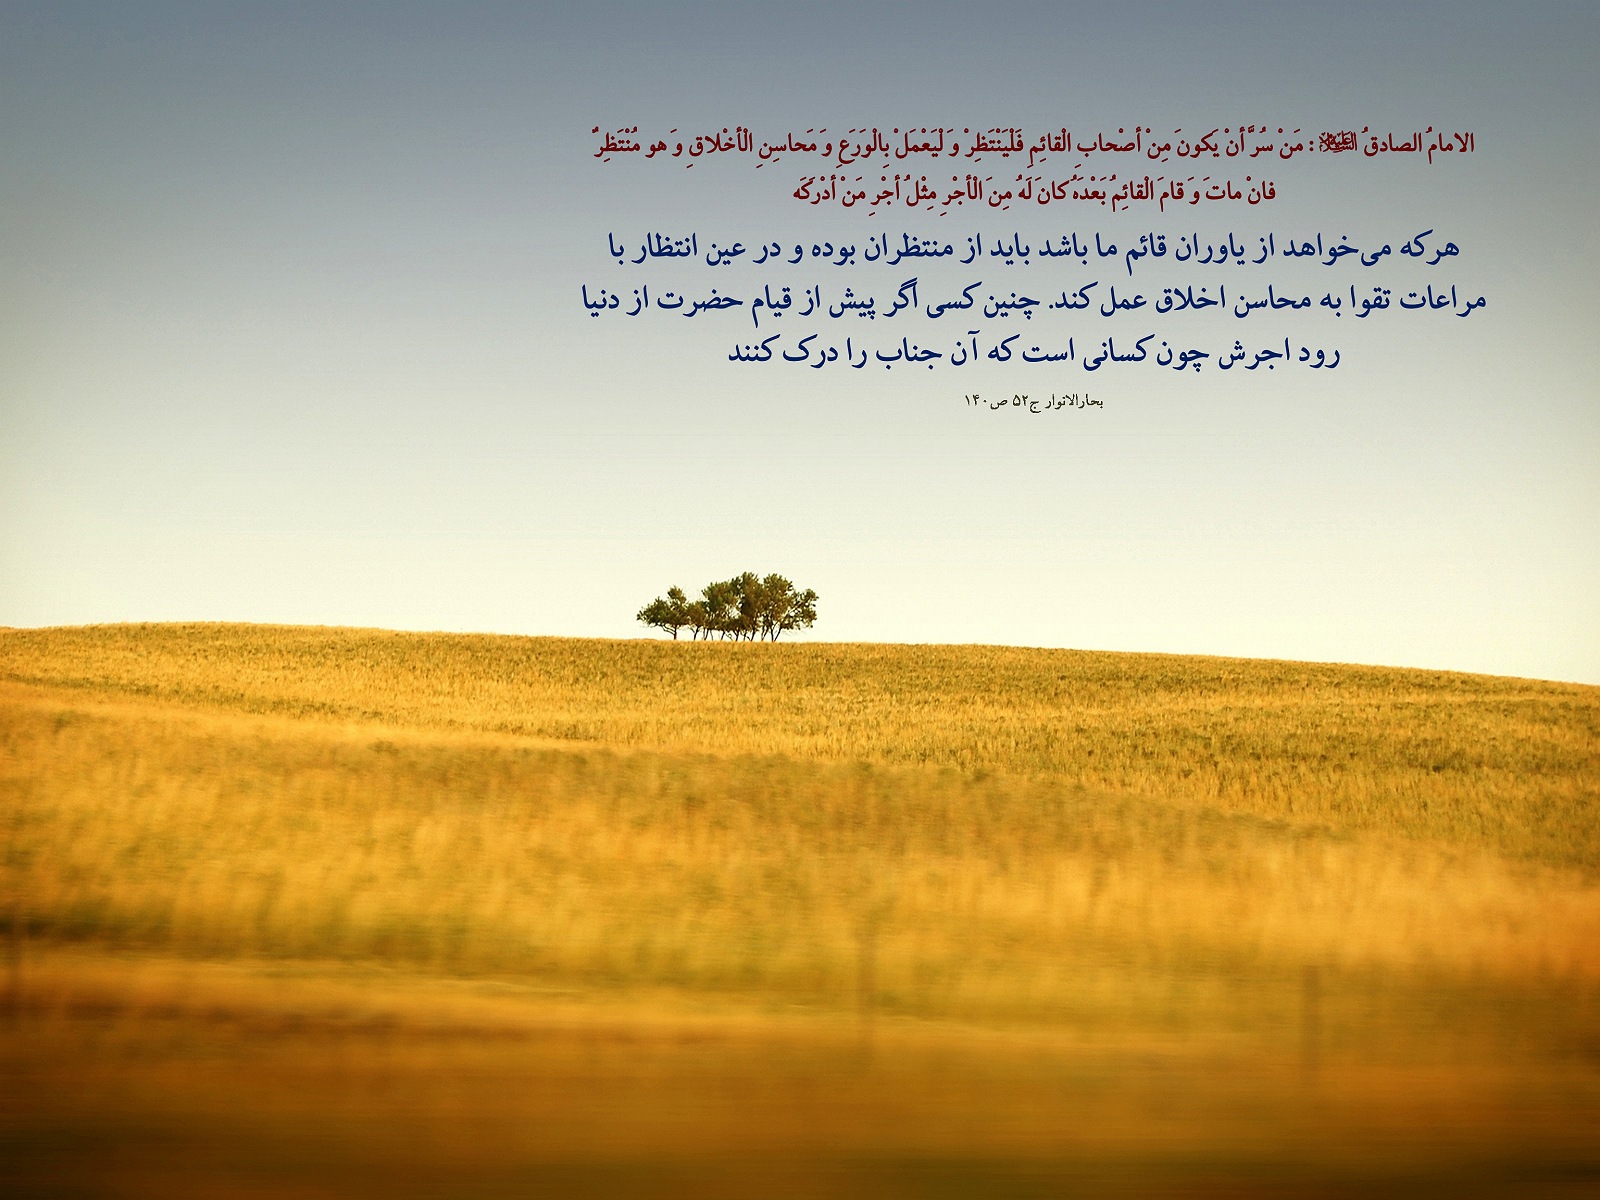 الامامُ الصادقُ علیه‌السلام : مَنْ سُرَّ أنْ یَکونَ مِنْ أصْحابِ الْقائِمِ فَلْیَنْتَظِرْ وَ لْیَعْمَلْ بِالْوَرَعِ وَ مَحاسِنِ الْأخْلاقِ وَ هو مُنْتَظِرٌ
فانْ ماتَ وَ قامَ الْقائِمُ بَعْدَهُ کانَ لَهُ مِنَ الْأجْرِ مِثْلُ أجْرِ مَنْ أدْرَکَه
هرکه می‌خواهد از یاوران قائم ما باشد باید از منتظران بوده و در عین انتظار با
مراعات تقوا به محاسن اخلاق عمل کند. چنین کسی اگر پیش از قیام حضرت از دنیا
رود اجرش چون کسانی است که آن جناب را درک کنند
بحارالانوار ج۵۲ ص۱۴۰